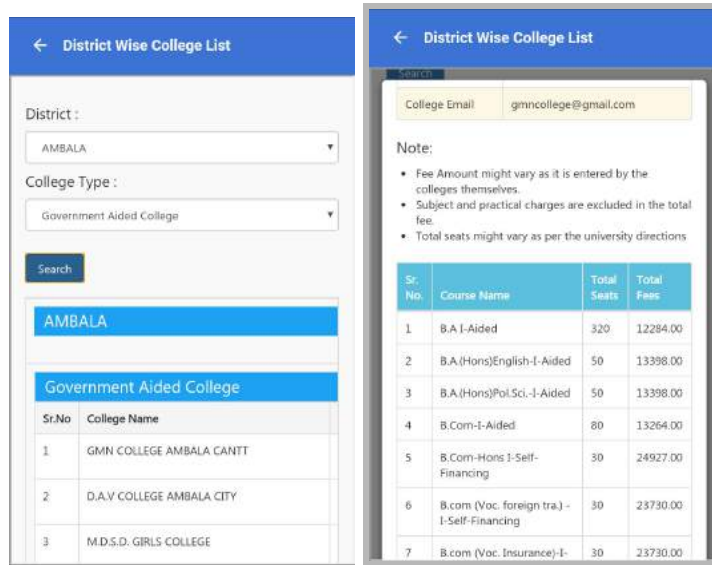 ← District Wise College List
District :
AMBALA
College Type :
Government Aided College
Search
AMBALA
Government Aided College
Sr.No College Name
1 GMN COLLEGE AMBALA CANTT
2 D.A.V COLLEGE AMBALA CITY
3 M.D.S.D. GIRLS COLLEGE
← District Wise College List
Search
College Email gmncollege@gmail.com
Note:
• Fee Amount might vary as it is entered by the
colleges themselves.
• Subject and practical charges are excluded in the total
fee.
• Total seats might vary as per the university directions
Sr. No. Course Name Total Seats Total Fees
1 B.A I-Aided 320 12284.00
2 B.A.(Hons)English-I-Aided 50 13398.00
3 B.A.(Hons)Pol.Sci.-I-Aided 50 13398.00
4 B.Com-I-Aided 80 13264.00
5 B.Com-Hons I-Self- 30 24927.00
Financing
6 B.com (Voc. foreign tra.) - 30 23730.00
I-Self-Financing
7 B.com (Voc. Insurance)-I- 30 23730.00